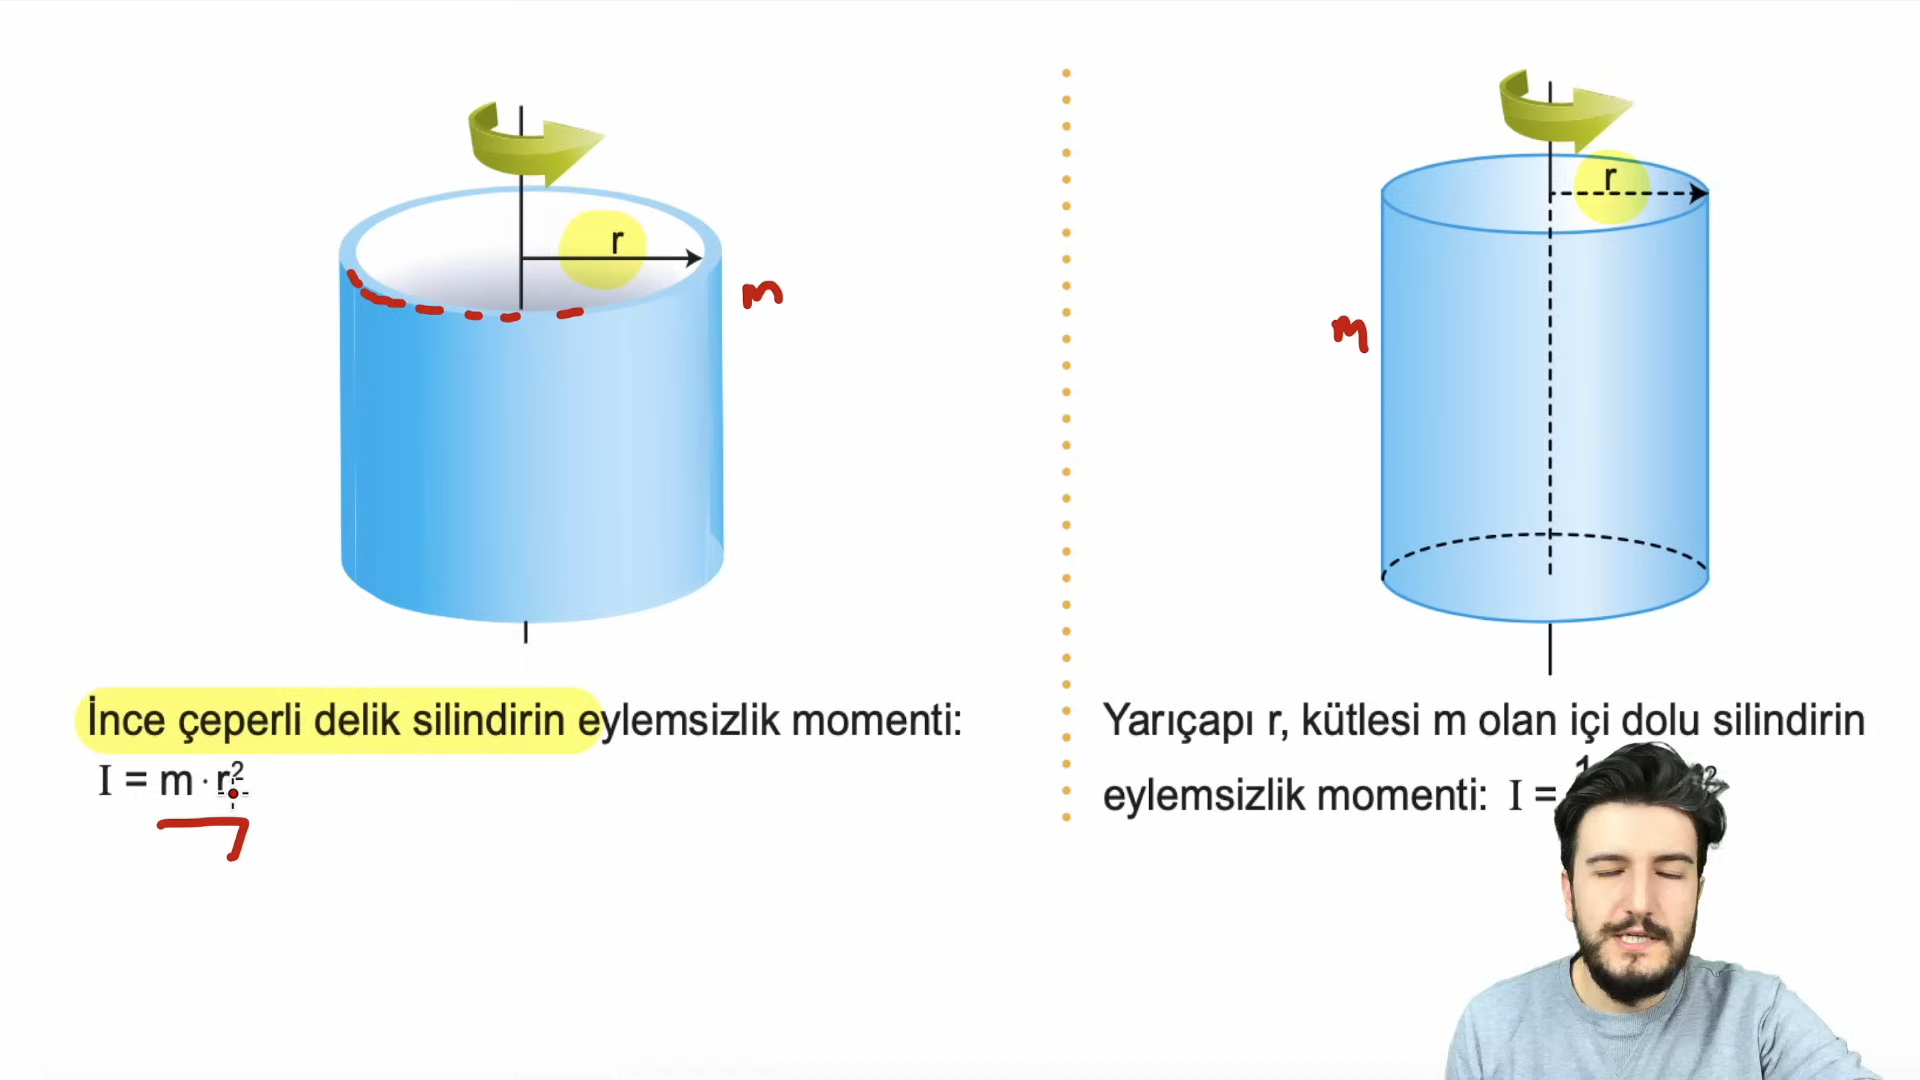 r
m
İnce çeperli delik silindirin eylemsizlik momenti:
I = m · r²
r
m
Yarıçapı r, kütlesi m olan içi dolu silindirin
eylemsizlik momenti: I =